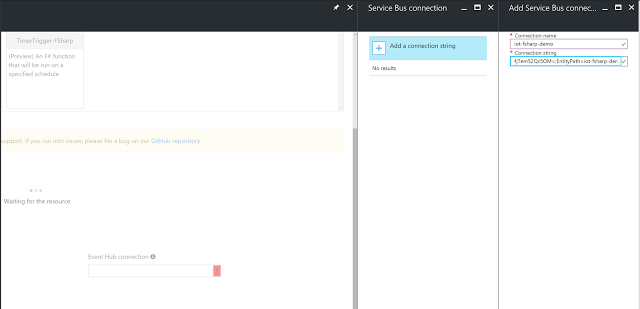 Service Bus connection
Add Service Bus connec...
TimerTrigger-FSharp
(Preview) An F# function
that will be run on a
specified schedule
Add a connection string
No results
* Connection name
iot-fsharp-demo
* Connection string
EntityPath=iot-fsharp-den
support. If you run into issues, please file a bug on our GitHub repository.
Waiting for the resource
Event Hub connection